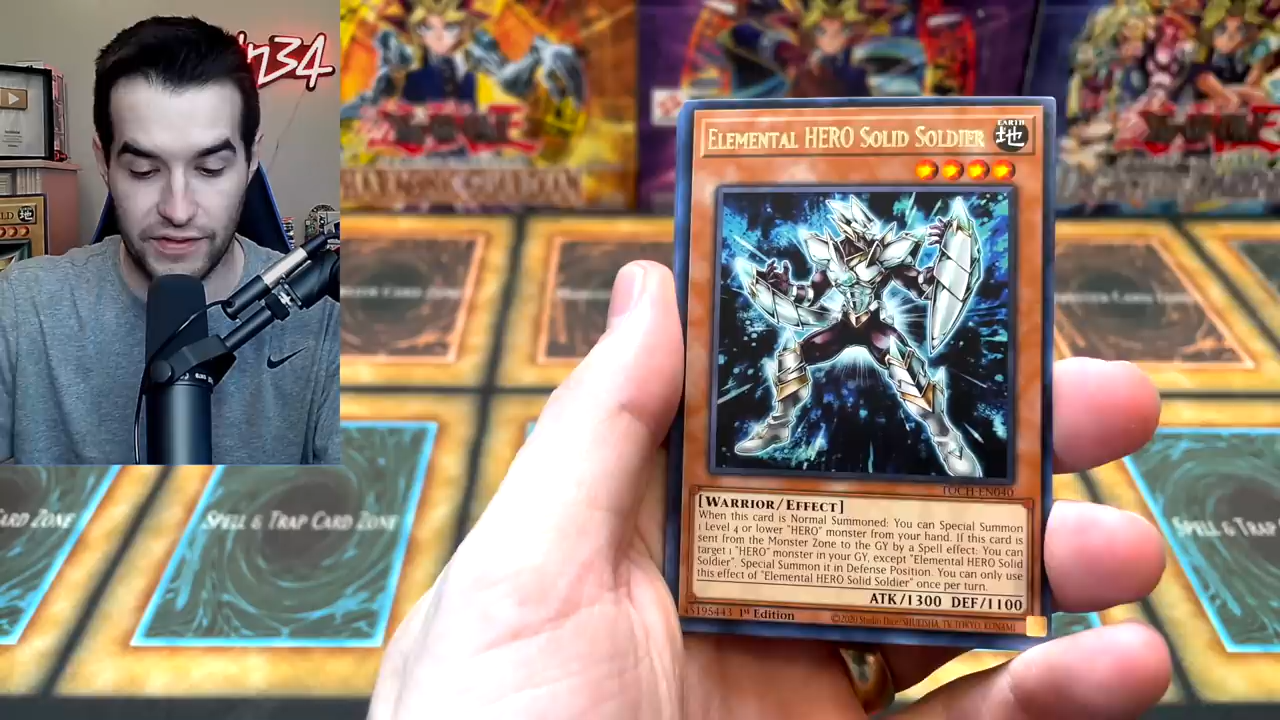 34
ELEMENTAL HERO SOLID SOLDIER
EARTH
地
TOCH-EN040
[WARRIOR/EFFECT]
When this card is Normal Summoned: You can Special Summon
1 Level 4 or lower "HERO" monster from your hand. If this card is
sent from the Monster Zone to the GY by a Spell effect: You can
target 1 "HERO" monster in your GY, except "Elemental HERO Solid
Soldier"; Special Summon it in Defense Position. You can only use
this effect of "Elemental HERO Solid Soldier" once per turn.
ATK/1300 DEF/1100
45195443 1st Edition
©2020 Studio Dice/SHUEISHA, TV TOKYO, KONAMI
CARD ZONE
SPELL & TRAP CARD ZONE
SPELL & TRAP